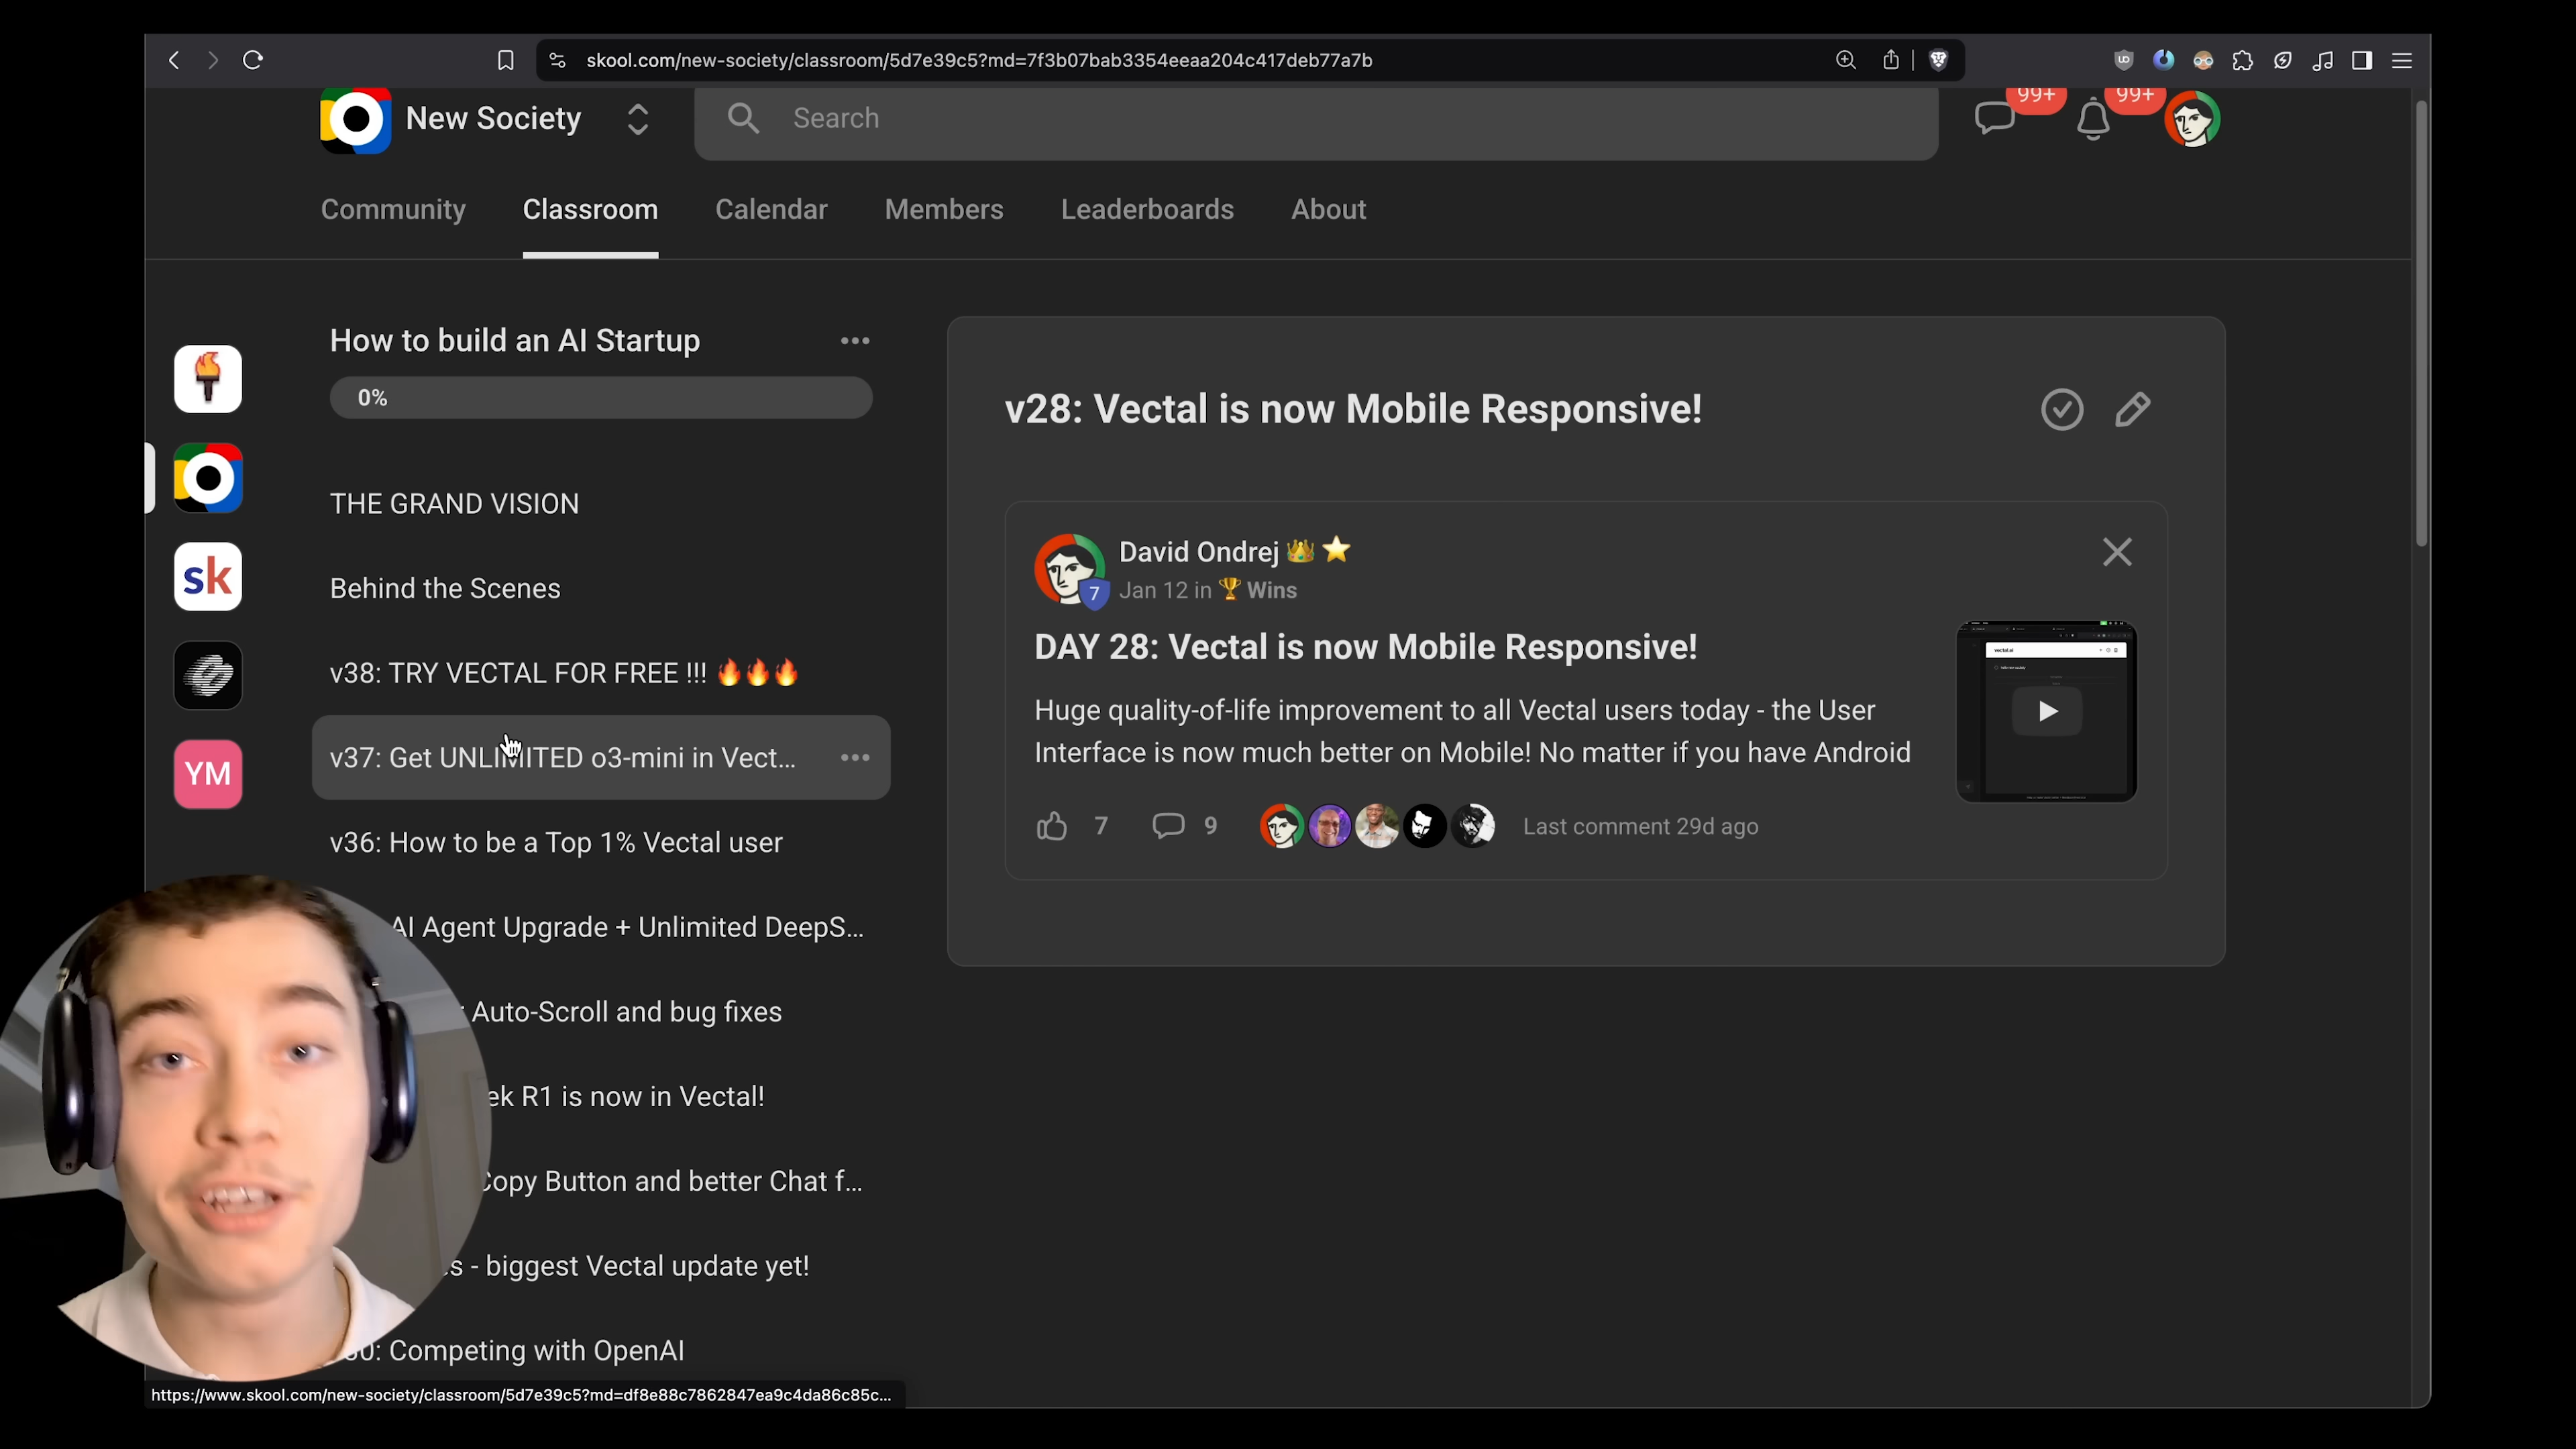 skool.com/new-society/classroom/5d7e39c5?md=7f3b07bab3354eeaa204c417deb77a7b
New Society
Search
99+
99+
Community
Classroom
Calendar
Members
Leaderboards
About
How to build an AI Startup
0%
THE GRAND VISION
Behind the Scenes
v38: TRY VECTAL FOR FREE !!! 🔥🔥🔥
v37: Get UNLIMITED o3-mini in Vect...
v36: How to be a Top 1% Vectal user
AI Agent Upgrade + Unlimited DeepS...
Auto-Scroll and bug fixes
ek R1 is now in Vectal!
Copy Button and better Chat f...
s - biggest Vectal update yet!
0: Competing with OpenAI
sk
YM
v28: Vectal is now Mobile Responsive!
David Ondrej 👑⭐
7
Jan 12 in 🏆 Wins
DAY 28: Vectal is now Mobile Responsive!
Huge quality-of-life improvement to all Vectal users today - the User
Interface is now much better on Mobile! No matter if you have Android
vectal.ai
7
9
Last comment 29d ago
https://www.skool.com/new-society/classroom/5d7e39c5?md=df8e88c7862847ea9c4da86c85c...